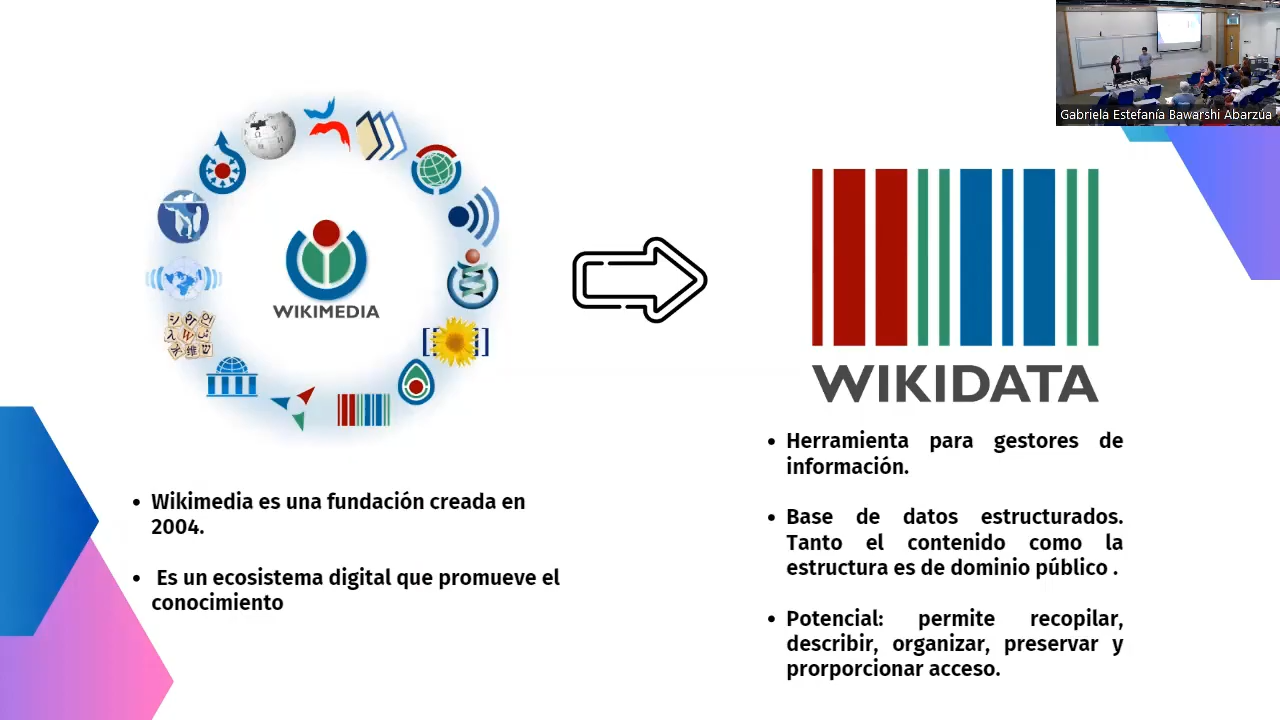 Gabriela Estefanía Bawarshi Abarzúa
WIKIMEDIA
WIKIDATA
• Wikimedia es una fundación creada en
2004.
• Es un ecosistema digital que promueve el
conocimiento
• Herramienta para gestores de
información.
• Base de datos estructurados.
Tanto el contenido como la
estructura es de dominio público .
• Potencial: permite recopilar,
describir, organizar, preservar y
prorporcionar acceso.